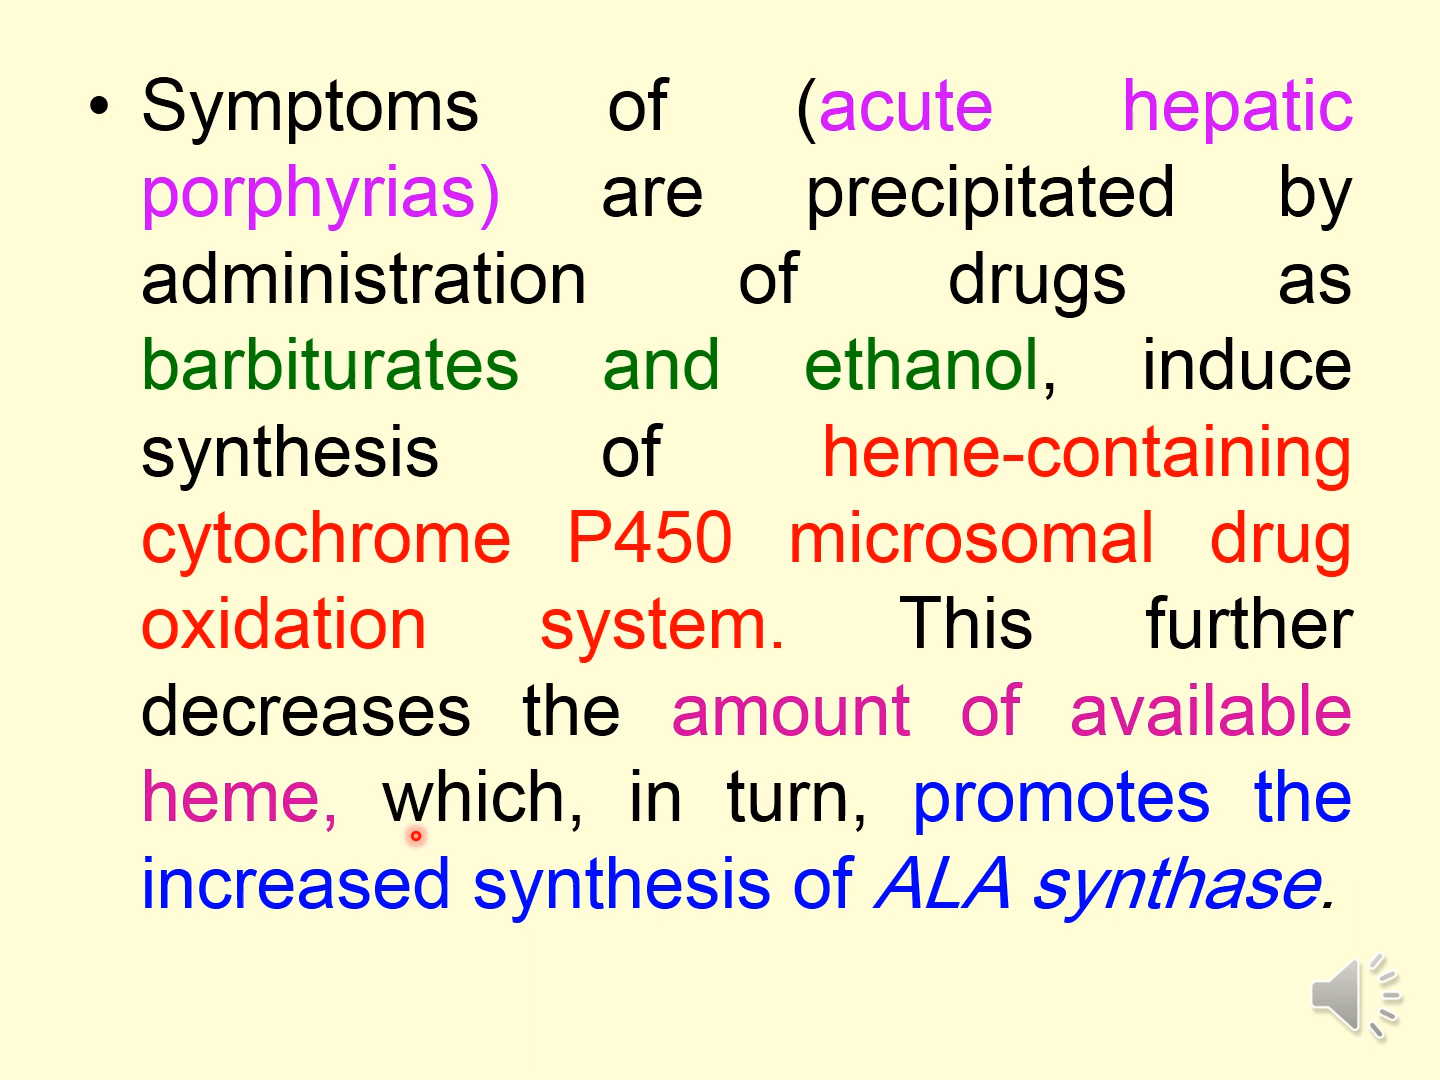 • Symptoms of (acute hepatic
porphyrias) are precipitated by
administration of drugs as
barbiturates and ethanol, induce
synthesis of heme-containing
cytochrome P450 microsomal drug
oxidation system. This further
decreases the amount of available
heme, which, in turn, promotes the
increased synthesis of ALA synthase.